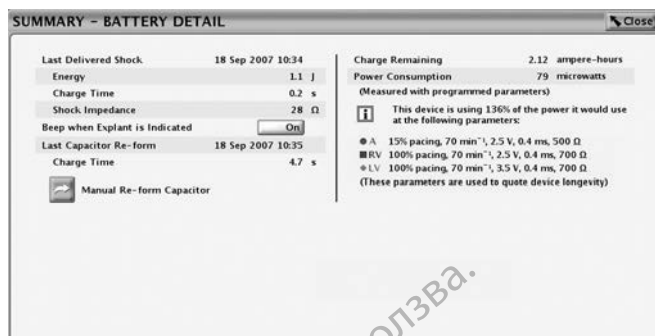 SUMMARY – BATTERY DETAIL
Close
Last Delivered Shock 18 Sep 2007 10:34
Energy 1.1 J
Charge Time 0.2 s
Shock Impedance 28 Ω
Beep when Explant is Indicated On
Last Capacitor Re-form 18 Sep 2007 10:35
Charge Time 4.7 s
Manual Re-form Capacitor
Charge Remaining 2.12 ampere-hours
Power Consumption 79 microwatts
(Measured with programmed parameters)
i This device is using 136% of the power it would use
at the following parameters:
A 15% pacing, 70 min⁻¹, 2.5 V, 0.4 ms, 500 Ω
RV 100% pacing, 70 min⁻¹, 2.5 V, 0.4 ms, 700 Ω
LV 100% pacing, 70 min⁻¹, 3.5 V, 0.4 ms, 700 Ω
(These parameters are used to quote device longevity)